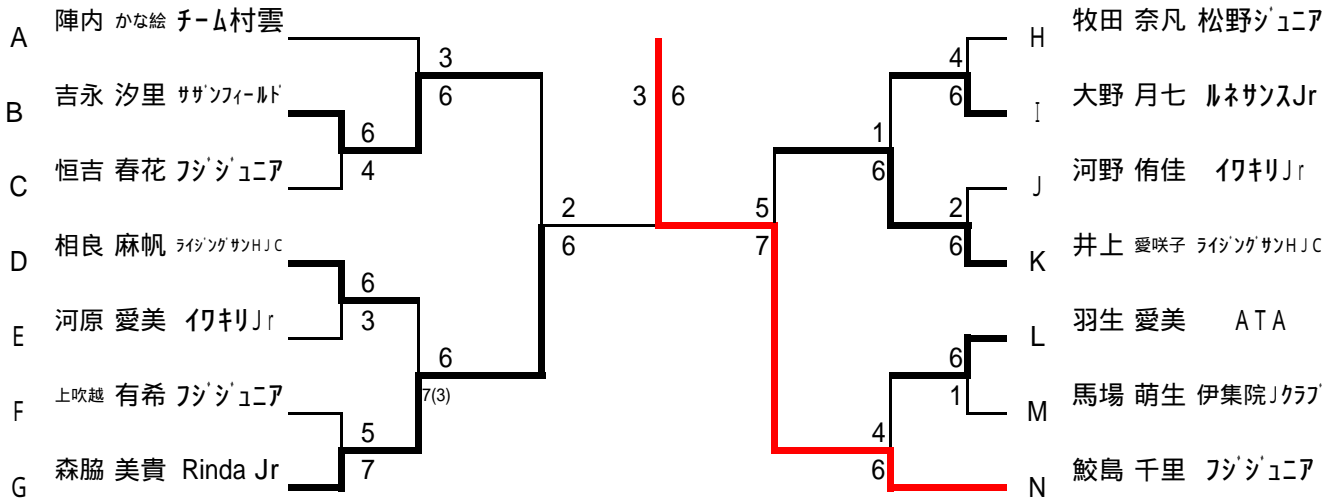 A 陣内 かな絵 チーム村雲
3
6
B 吉永 汐里 ｻｻﾞﾝﾌｨｰﾙﾄﾞ
6
4
C 恒吉 春花 ﾌｼﾞｼﾞｭﾆｱ
2
6
D 相良 麻帆 ﾗｲｼﾞﾝｸﾞｻﾝＨＪＣ
6
3
E 河原 愛美 ｲﾜｷﾘＪｒ
6
7(3)
F 上吹越 有希 ﾌｼﾞｼﾞｭﾆｱ
5
7
G 森脇 美貴 Rinda Jr
3 6
H 牧田 奈凡 松野ｼﾞｭﾆｱ
4
6
I 大野 月七 ﾙﾈｻﾝｽJr
1
6
J 河野 侑佳 ｲﾜｷﾘＪｒ
2
6
K 井上 愛咲子 ﾗｲｼﾞﾝｸﾞｻﾝＨＪＣ
5
7
L 羽生 愛美 ＡＴＡ
6
1
M 馬場 萌生 伊集院Ｊｸﾗﾌﾞ
4
6
N 鮫島 千里 ﾌｼﾞｼﾞｭﾆｱ